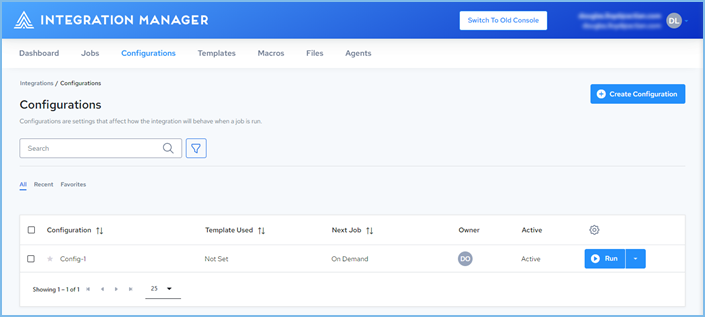 INTEGRATION MANAGER
Switch To Old Console
DL
Dashboard Jobs Configurations Templates Macros Files Agents
Integrations / Configurations
Configurations
Create Configuration
Configurations are settings that affect how the integration will behave when a job is run.
Search
All Recent Favorites
Configuration Template Used Next Job Owner Active
Config-1 Not Set On Demand DO Active Run
Showing 1 – 1 of 1 25